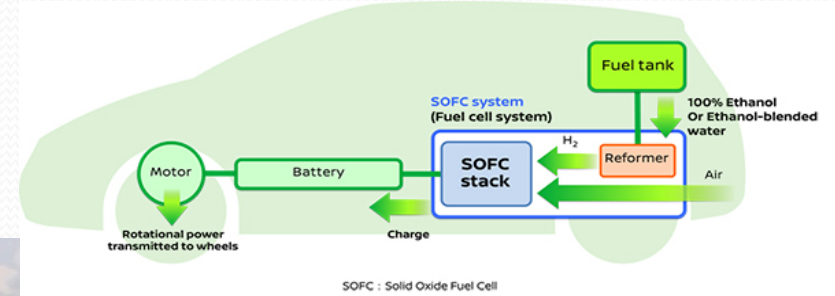 Fuel tank
SOFC system
(Fuel cell system)
100% Ethanol
Or Ethanol-blended
water
H₂
Reformer
Air
SOFC
stack
Motor
Battery
Charge
Rotational power
transmitted to wheels
SOFC : Solid Oxide Fuel Cell